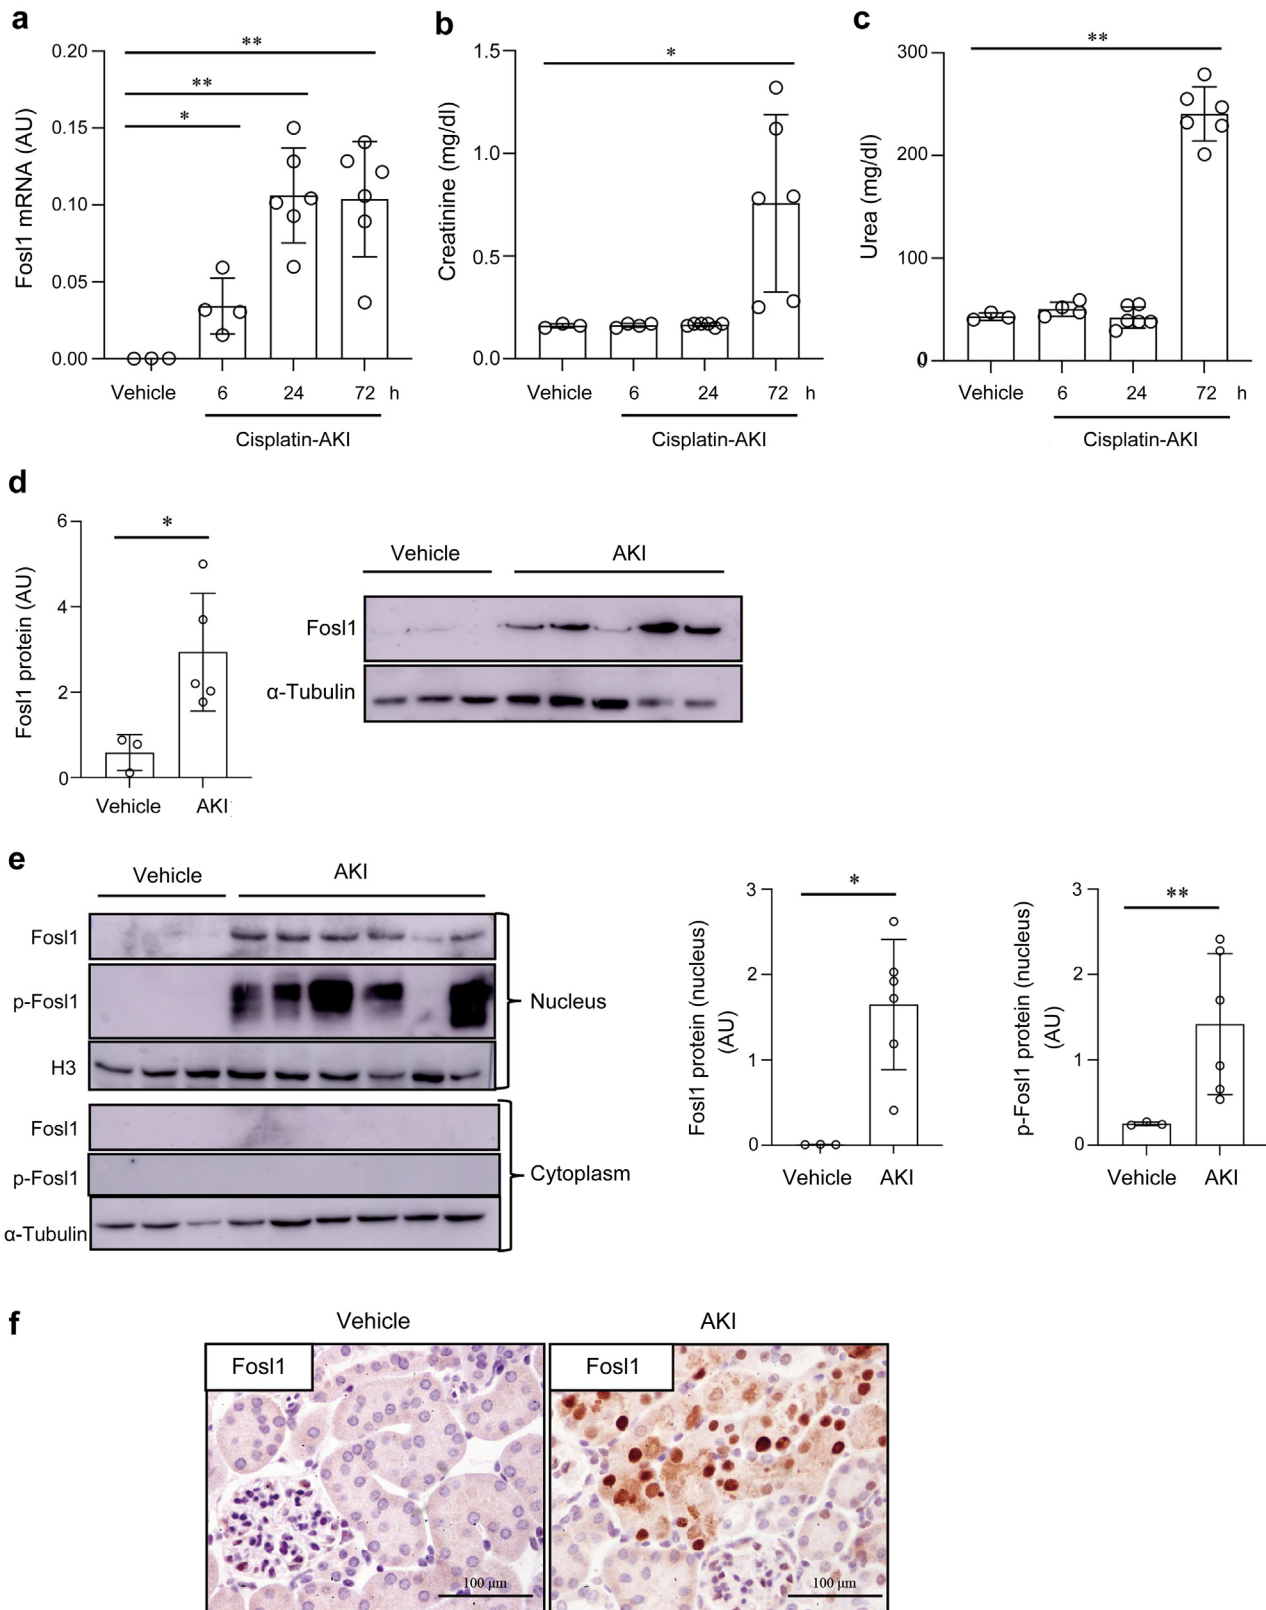 a
Fosl1 mRNA (AU)
0.20
0.15
0.10
0.05
0.00
**
**
*
Vehicle 6 24 72 h
Cisplatin-AKI
b
Creatinine (mg/dl)
1.5
1.0
0.5
0.0
*
Vehicle 6 24 72 h
Cisplatin-AKI
c
Urea (mg/dl)
300
200
100
0
**
Vehicle 6 24 72 h
Cisplatin-AKI
d
Fosl1 protein (AU)
6
4
2
0
*
Vehicle AKI
Vehicle AKI
Fosl1
α-Tubulin
e
Vehicle AKI
Fosl1
p-Fosl1
H3
Nucleus
Fosl1
p-Fosl1
α-Tubulin
Cytoplasm
Fosl1 protein (nucleus)
(AU)
3
2
1
0
*
Vehicle AKI
p-Fosl1 protein (nucleus)
(AU)
3
2
1
0
**
Vehicle AKI
f
Vehicle AKI
Fosl1
100 μm
Fosl1
100 μm